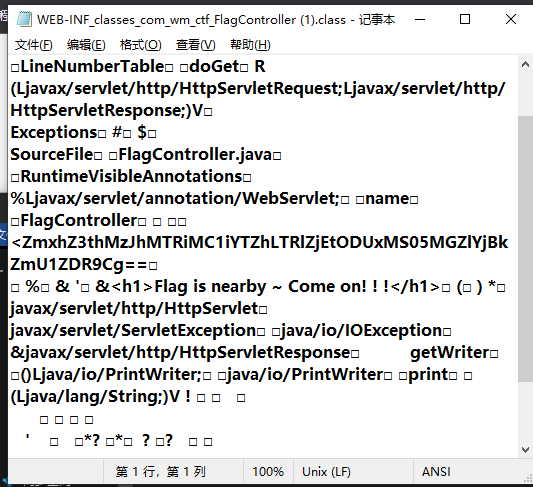 WEB-INF_classes_com_wm_ctf_FlagController (1).class - 记事本
文件(F) 编辑(E) 格式(O) 查看(V) 帮助(H)
□LineNumberTable□ □doGet□ R
(Ljavax/servlet/http/HttpServletRequest;Ljavax/servlet/http/
HttpServletResponse;)V□
Exceptions□ #□ $□
SourceFile□ □FlagController.java□
□RuntimeVisibleAnnotations□
%Ljavax/servlet/annotation/WebServlet;□ □name□
□FlagController□ □ □□
<ZmxhZ3thMzJhMTRiMC1iYTZhLTRlZjEtODUxMS05MGZlYjBk
ZmU1ZDR9Cg==□
□ %□ & '□ &<h1>Flag is nearby ~ Come on! ! !</h1>□ (□ ) *□
javax/servlet/http/HttpServlet□
javax/servlet/ServletException□ □java/io/IOException□
&javax/servlet/http/HttpServletResponse□ getWriter□
□()Ljava/io/PrintWriter;□ □java/io/PrintWriter□ □print□ □
(Ljava/lang/String;)V ! □ □ □
□ □ □ □
' □ □*? □*□ ? □? □ □
第 1 行，第 1 列 100% Unix (LF) ANSI